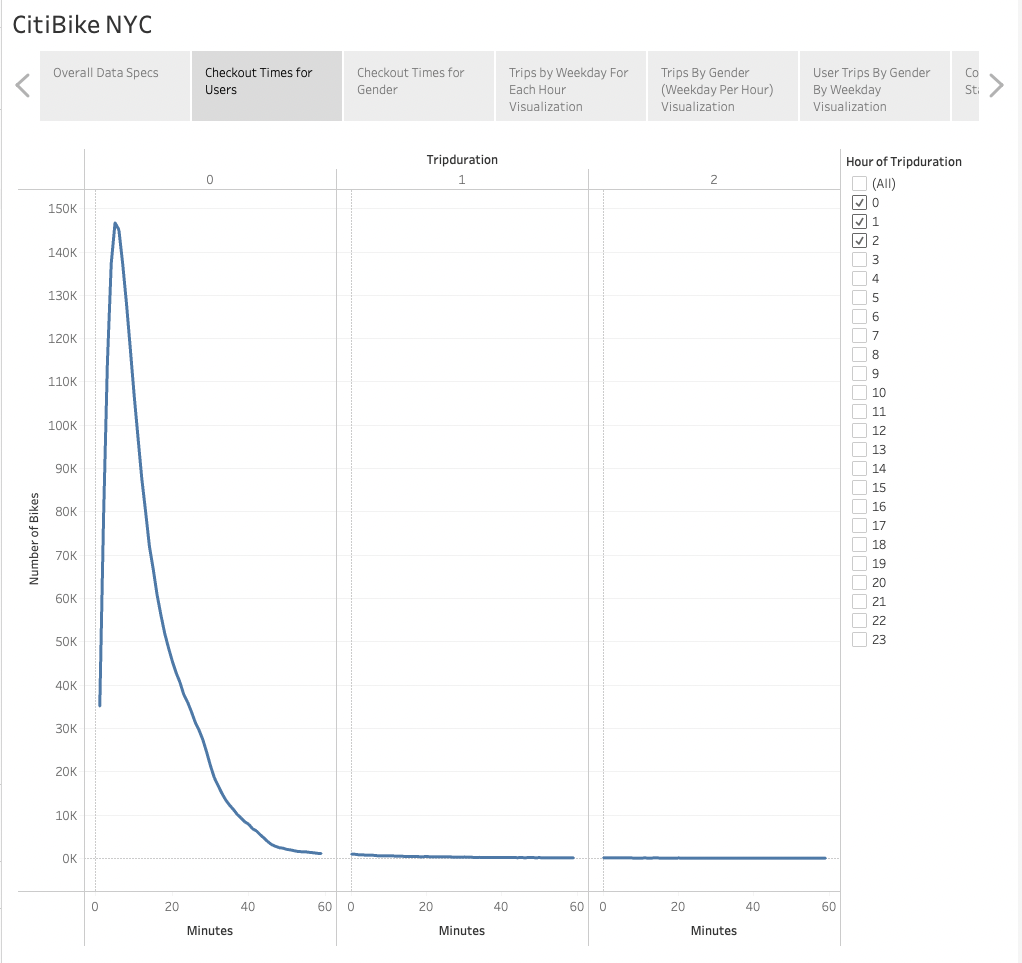 CitiBike NYC
Overall Data Specs
Checkout Times for
Users
Checkout Times for
Gender
Trips by Weekday For
Each Hour
Visualization
Trips By Gender
(Weekday Per Hour)
Visualization
User Trips By Gender
By Weekday
Visualization
Co
Sta
Tripduration
0
1
2
150K
140K
130K
120K
110K
100K
90K
80K
70K
60K
50K
40K
30K
20K
10K
0K
Number of Bikes
0 20 40 60
0 20 40 60
0 20 40 60
Minutes
Minutes
Minutes
Hour of Tripduration
(All)
0
1
2
3
4
5
6
7
8
9
10
11
12
13
14
15
16
17
18
19
20
21
22
23